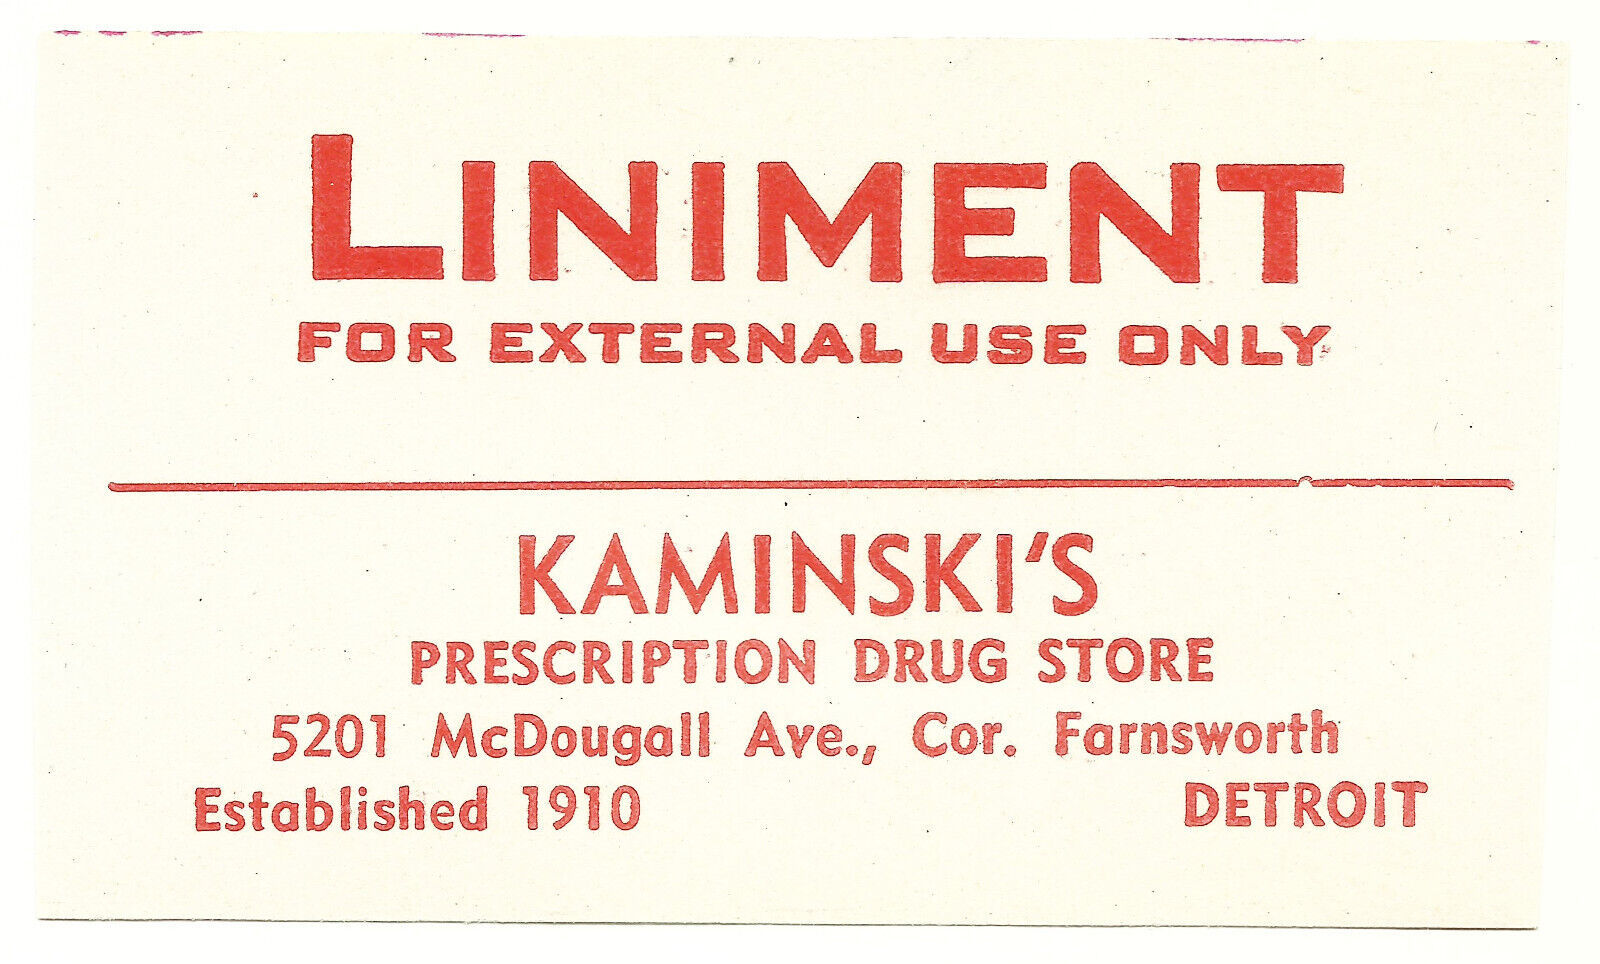 LINIMENT
FOR EXTERNAL USE ONLY
KAMINSKI'S
PRESCRIPTION DRUG STORE
5201 McDougall Ave., Cor. Farnsworth
Established 1910 DETROIT